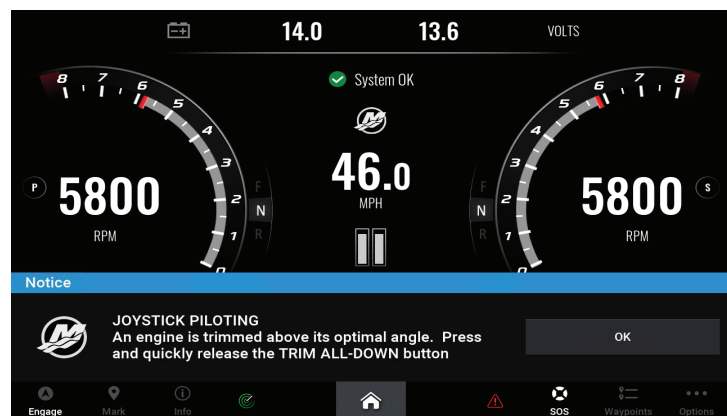 14.0 13.6 VOLTS
System OK
8 7 6 5 4 3 2 1 0
6 7 8 5 4 3 2 1 0
P 5800 RPM
F N R
46.0 MPH
F N R
5800 RPM S
Notice
JOYSTICK PILOTING
An engine is trimmed above its optimal angle. Press
and quickly release the TRIM ALL-DOWN button
OK
Engage Mark Info SOS Waypoints Options